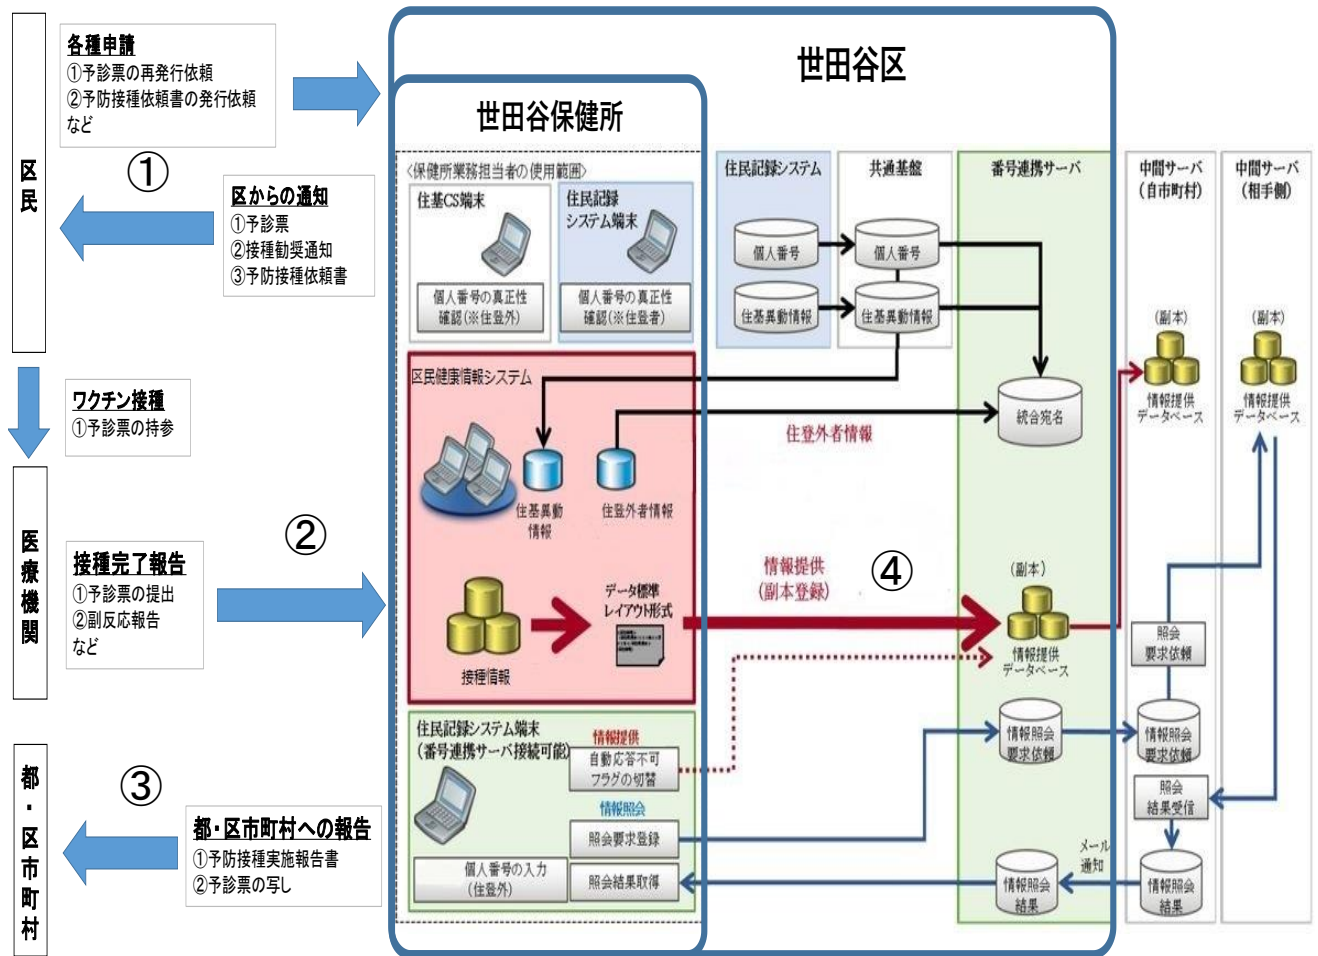 世田谷区
世田谷保健所
区民
各種申請
①予診票の再発行依頼
②予防接種依頼書の発行依頼
など
①
区からの通知
①予診票
②接種勧奨通知
③予防接種依頼書
ワクチン接種
①予診票の持参
医療機関
接種完了報告
①予診票の提出
②副反応報告
など
②
都・区市町村
③
都・区市町村への報告
①予防接種実施報告書
②予診票の写し
〈保健所業務担当者の使用範囲〉
住基CS端末
個人番号の真正性
確認(※住登外)
住民記録
システム端末
個人番号の真正性
確認(※住登者)
区民健康情報システム
住基異動
情報
住登外者情報
接種情報
データ標準
レイアウト形式
住民記録システム端末
(番号連携サーバ接続可能)
情報提供
自動応答不可
フラグの切替
情報照会
照会要求登録
個人番号の入力
(住登外)
照会結果取得
住民記録システム
個人番号
住基異動情報
共通基盤
個人番号
住基異動情報
住登外者情報
情報提供
(副本登録)
④
番号連携サーバ
統合宛名
(副本)
情報提供
データベース
情報照会
要求依頼
情報照会
結果
メール
通知
中間サーバ
(自市町村)
(副本)
情報提供
データベース
照会
要求依頼
情報照会
要求依頼
照会
結果受信
情報照会
結果
中間サーバ
(相手側)
(副本)
情報提供
データベース